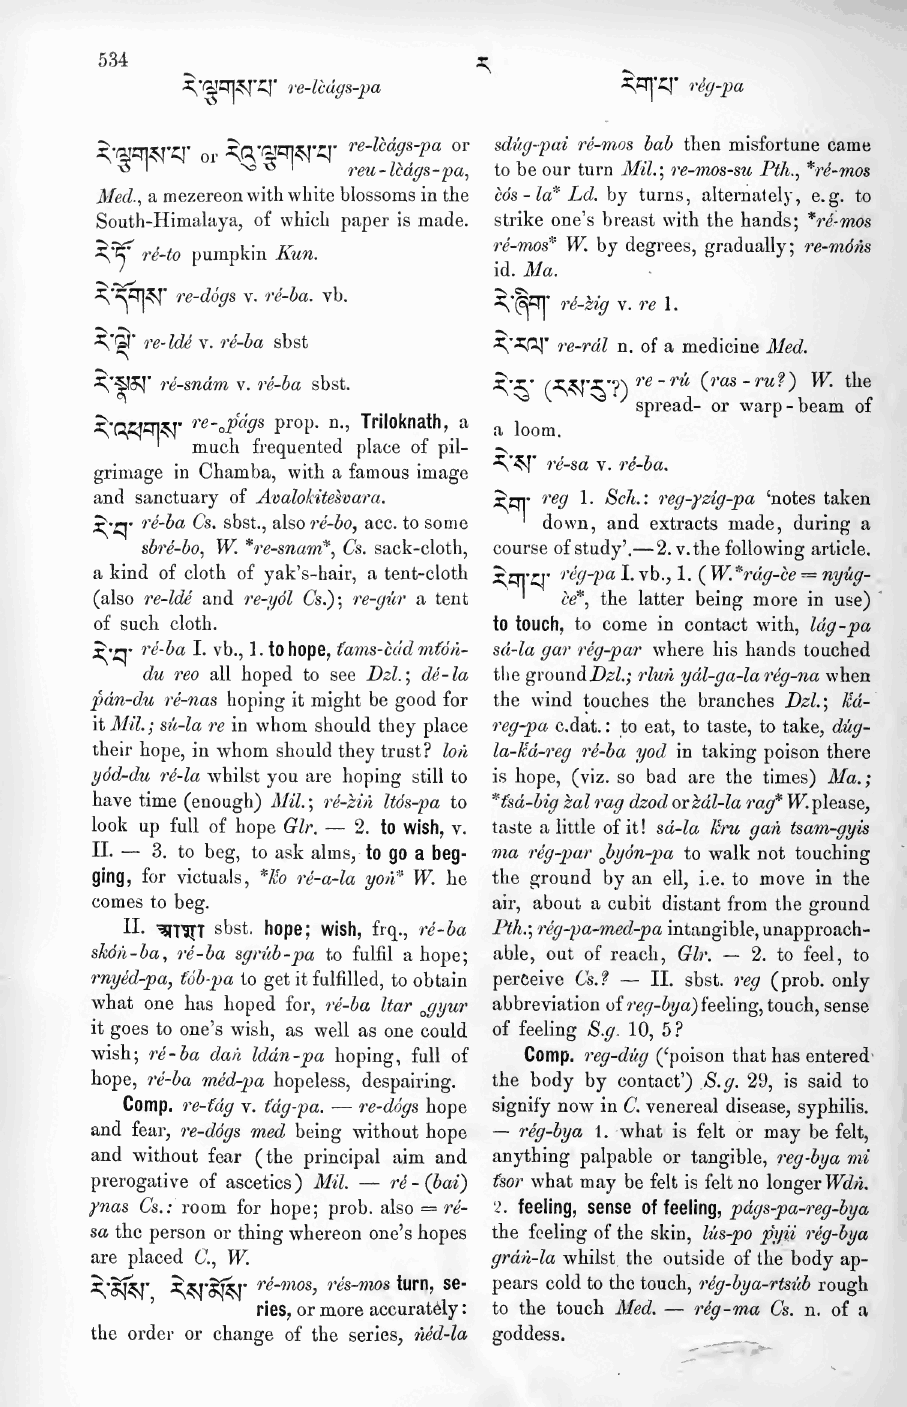 534
ར
རེ་ལྕགས་པ་ re-lčágs-pa
རེག་པ་ rég-pa
རེ་ལྕགས་པ་ or རེའུ་ལྕགས་པ་ re-lčágs-pa or
reu-lčágs-pa,
Med., a mezereon with white blossoms in the
South-Himalaya, of which paper is made.
རེ་ཏོ་ ré-to pumpkin Kun.
རེ་དོགས་ re-dógs v. ré-ba. vb.
རེ་ལྡེ་ re-ldé v. ré-ba sbst
རེ་སྣམ་ ré-snám v. ré-ba sbst.
རེ་འཕགས་ re-˳ṕágs prop. n., Triloknath, a
much frequented place of pil-
grimage in Chamba, with a famous image
and sanctuary of Avalokitešvara.
རེ་བ་ ré-ba Cs. sbst., also ré-bo, acc. to some
sbré-bo, W. *re-snam*, Cs. sack-cloth,
a kind of cloth of yak's-hair, a tent-cloth
(also re-ldé and re-yól Cs.); re-gúr a tent
of such cloth.
རེ་བ་ ré-ba I. vb., 1. to hope, ťams-čád mťóṅ-
du reo all hoped to see Dzl.; dé-la
ṕán-du ré-nas hoping it might be good for
it Mil.; sú-la re in whom should they place
their hope, in whom should they trust? loṅ
yód-du ré-la whilst you are hoping still to
have time (enough) Mil.; ré-žiṅ ltós-pa to
look up full of hope Glr. — 2. to wish, v.
II. — 3. to beg, to ask alms, to go a beg-
ging, for victuals, *ḱo ré-a-la yoṅ* W. he
comes to beg.
II. आशा sbst. hope; wish, frq., ré-ba
skóṅ-ba, ré-ba sgrúb-pa to fulfil a hope;
rnyéd-pa, ťób-pa to get it fulfilled, to obtain
what one has hoped for, ré-ba ltar ˳gyur
it goes to one's wish, as well as one could
wish; ré-ba daṅ ldán-pa hoping, full of
hope, ré-ba méd-pa hopeless, despairing.
Comp. re-ťág v. ťág-pa. — re-dógs hope
and fear, re-dógs med being without hope
and without fear (the principal aim and
prerogative of ascetics) Mil. — ré-(bai)
ɣnas Cs.: room for hope; prob. also = ré-
sa the person or thing whereon one's hopes
are placed C., W.
རེ་མོས་, རེས་མོས་ ré-mos, rés-mos turn, se-
ries, or more accurately:
the order or change of the series, ṅéd-la
sdúg-pai ré-mos bab then misfortune came
to be our turn Mil.; re-mos-su Pth., *ré-mos
čós-la* Ld. by turns, alternately, e.g. to
strike one's breast with the hands; *ré-mos
ré-mos* W. by degrees, gradually; re-móṅs
id. Ma.
རེ་ཞིག་ ré-žig v. re 1.
རེ་རལ་ re-rál n. of a medicine Med.
རེ་རུ་ (རས་རུ་?) re-rú (ras-ru?) W. the
spread- or warp-beam of
a loom.
རེ་ས་ ré-sa v. ré-ba.
རེག་ reg 1. Sch.: reg-ɣzig-pa 'notes taken
down, and extracts made, during a
course of study'.—2. v. the following article.
རེག་པ་ rég-pa I. vb., 1. (W. *rág-če = nyúg-
če*, the latter being more in use)
to touch, to come in contact with, lág-pa
sá-la gar rég-par where his hands touched
the ground Dzl.; rluṅ yál-ga-la rég-na when
the wind touches the branches Dzl.; ḱá-
reg-pa c.dat.: to eat, to taste, to take, dúg-
la-ḱá-reg ré-ba yod in taking poison there
is hope, (viz. so bad are the times) Ma.;
*ťsá-big žal rag dzod or žál-la rag* W. please,
taste a little of it! sá-la ḱru gaṅ tsam-gyis
ma rég-par ˳byón-pa to walk not touching
the ground by an ell, i.e. to move in the
air, about a cubit distant from the ground
Pth.; rég-pa-med-pa intangible, unapproach-
able, out of reach, Glr. — 2. to feel, to
perceive Cs.? — II. sbst. reg (prob. only
abbreviation of reg-bya) feeling, touch, sense
of feeling S.g. 10, 5?
Comp. reg-dúg ('poison that has entered
the body by contact') S.g. 29, is said to
signify now in C. venereal disease, syphilis.
— rég-bya 1. what is felt or may be felt,
anything palpable or tangible, reg-bya mi
ťsor what may be felt is felt no longer Wdṅ.
2. feeling, sense of feeling, págs-pa-reg-bya
the feeling of the skin, lús-po ṕyii rég-bya
gráṅ-la whilst the outside of the body ap-
pears cold to the touch, rég-bya-rtsúb rough
to the touch Med. — rég-ma Cs. n. of a
goddess.